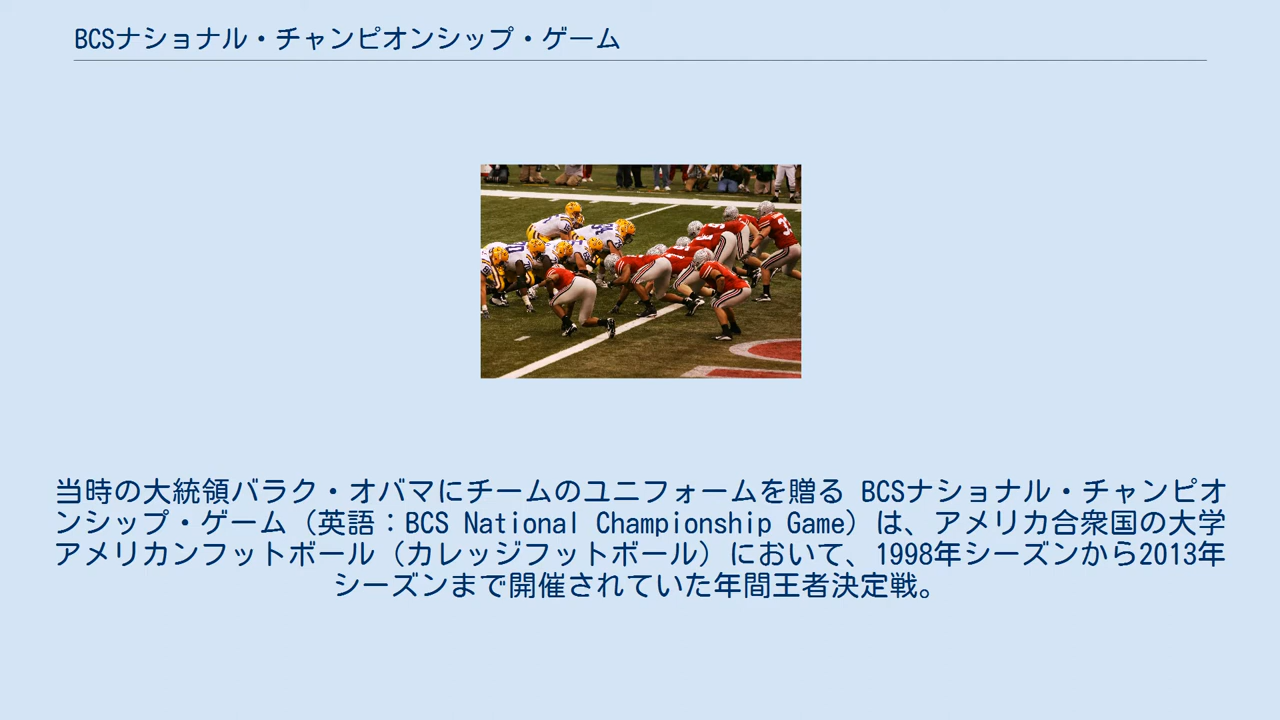 BCSナショナル・チャンピオンシップ・ゲーム
当時の大統領バラク・オバマにチームのユニフォームを贈る BCSナショナル・チャンピオ
ンシップ・ゲーム（英語：BCS National Championship Game）は、アメリカ合衆国の大学
アメリカンフットボール（カレッジフットボール）において、1998年シーズンから2013年
シーズンまで開催されていた年間王者決定戦。